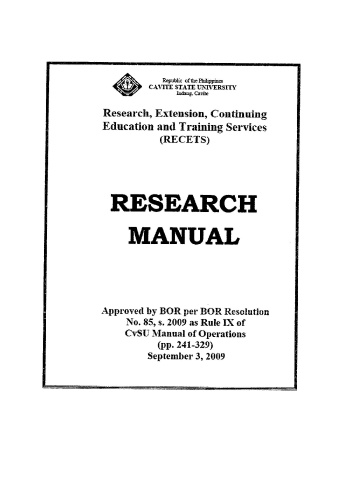 Republic of the Philippines
CAVITE STATE UNIVERSITY
Indang, Cavite
Research, Extension, Continuing
Education and Training Services
(RECETS)
RESEARCH
MANUAL
Approved by BOR per BOR Resolution
No. 85, s. 2009 as Rule IX of
CvSU Manual of Operations
(pp. 241-329)
September 3, 2009